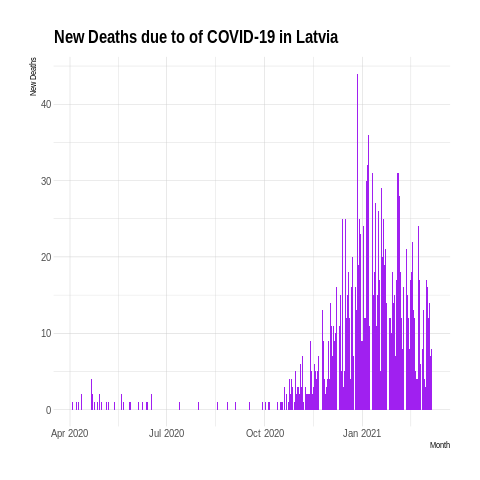 New Deaths due to of COVID-19 in Latvia
New Deaths
40
30
20
10
0
Apr 2020 Jul 2020 Oct 2020 Jan 2021
Month